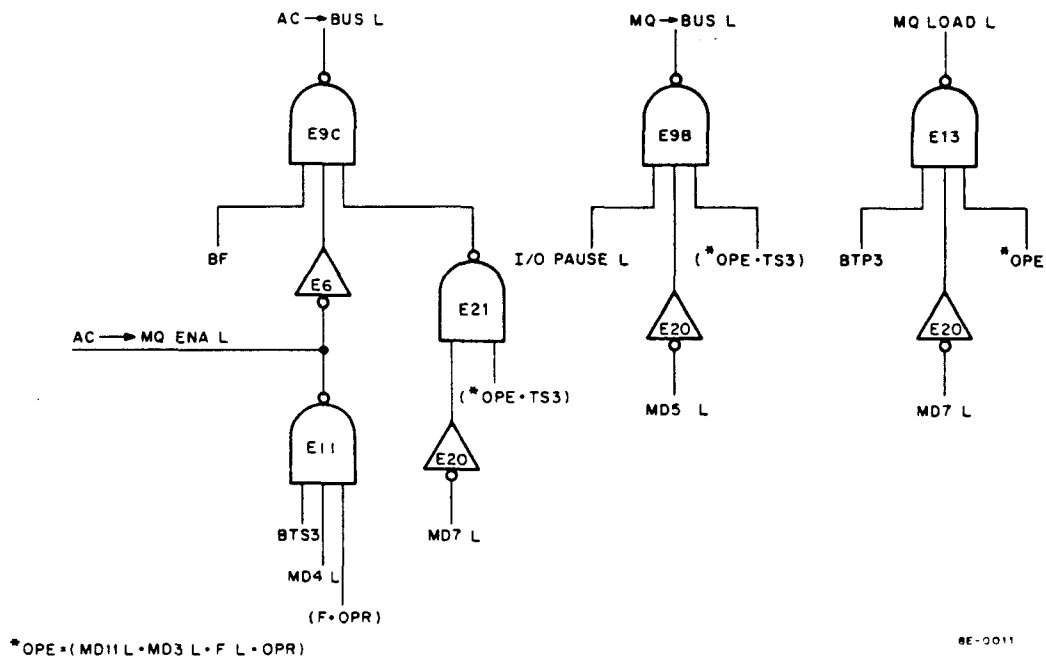 AC → BUS L
MQ → BUS L
MQ LOAD L
E9C
E9B
E13
BF
I/O PAUSE L
(*OPE•TS3)
BTP3
*OPE
E6
E21
E20
E20
AC → MQ ENA L
(*OPE•TS3)
MD5 L
MD7 L
E11
E20
BTS3
MD7 L
MD4 L
(F•OPR)
*OPE=(MD11 L•MD3 L•F L•OPR)
8E-0011